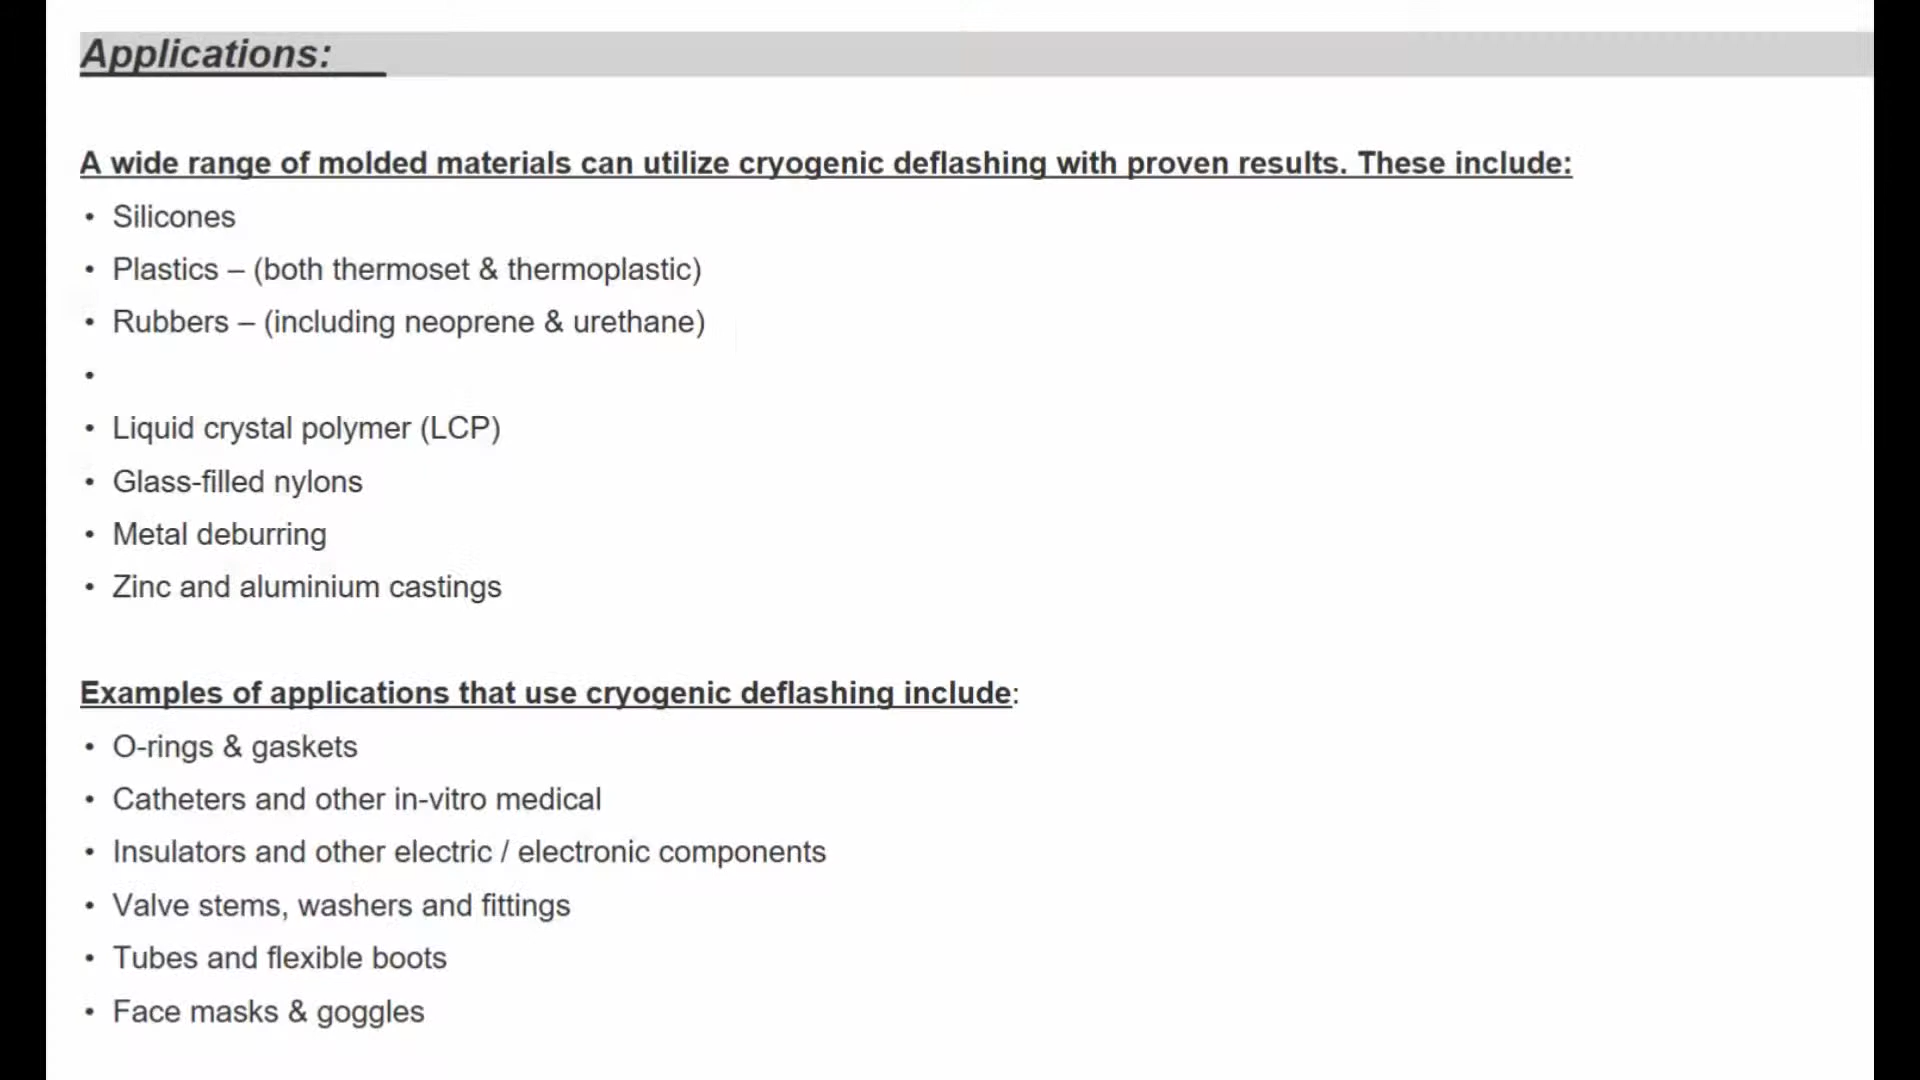 Applications:
A wide range of molded materials can utilize cryogenic deflashing with proven results. These include:
• Silicones
• Plastics – (both thermoset & thermoplastic)
• Rubbers – (including neoprene & urethane)
•
• Liquid crystal polymer (LCP)
• Glass-filled nylons
• Metal deburring
• Zinc and aluminium castings
Examples of applications that use cryogenic deflashing include:
• O-rings & gaskets
• Catheters and other in-vitro medical
• Insulators and other electric / electronic components
• Valve stems, washers and fittings
• Tubes and flexible boots
• Face masks & goggles